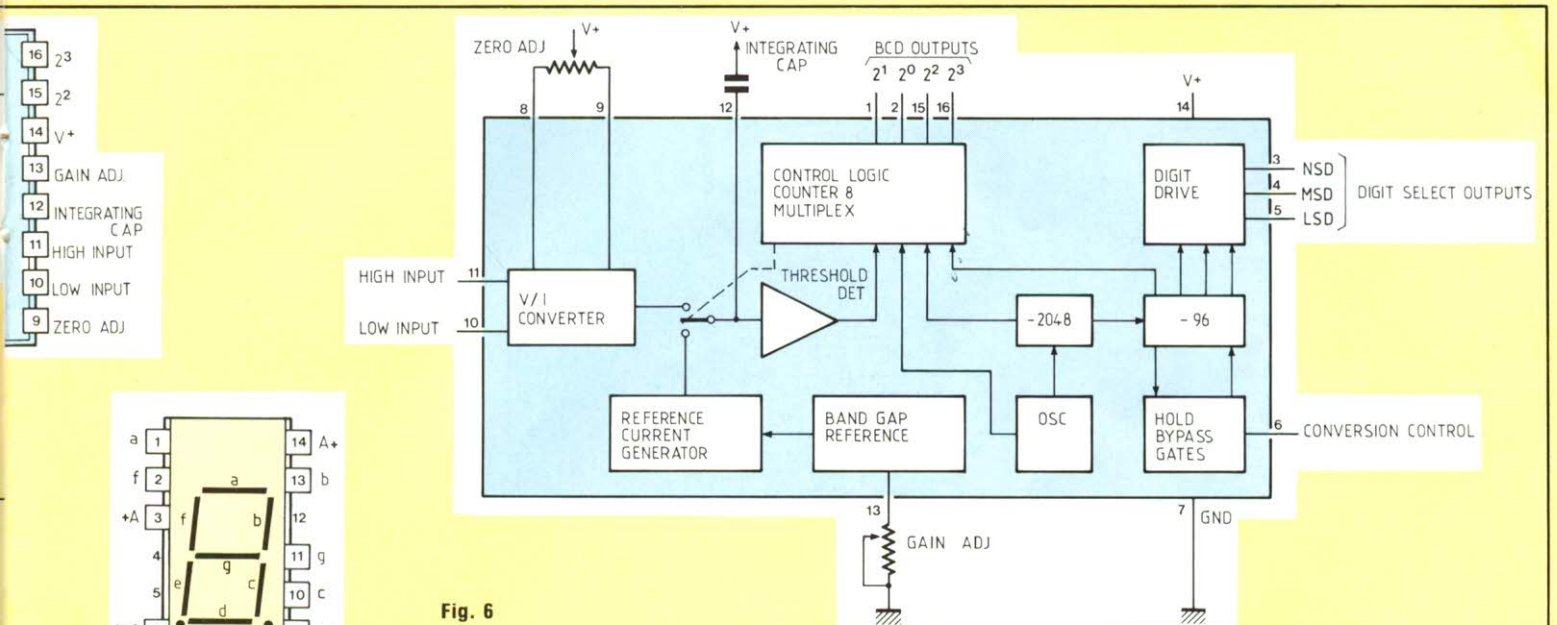 16 2³
15 2²
14 V+
13 GAIN ADJ.
12 INTEGRATING
CAP
11 HIGH INPUT
10 LOW INPUT
9 ZERO ADJ
ZERO ADJ
V+
8
9
V+
INTEGRATING
CAP
12
BCD OUTPUTS
2¹ 2⁰ 2² 2³
1 2 15 16
V+
14
CONTROL LOGIC
COUNTER 8
MULTIPLEX
DIGIT
DRIVE
3 NSD
4 MSD
5 LSD
DIGIT SELECT OUTPUTS
HIGH INPUT 11
LOW INPUT 10
V/I
CONVERTER
THRESHOLD
DET
-2048
-96
REFERENCE
CURRENT
GENERATOR
BAND GAP
REFERENCE
OSC
HOLD
BYPASS
GATES
6 CONVERSION CONTROL
13
GAIN ADJ
7 GND
a 1
f 2
+A 3
4
5
14 A+
13 b
12
11 g
10 c
a
f
b
g
e
c
d
Fig. 6